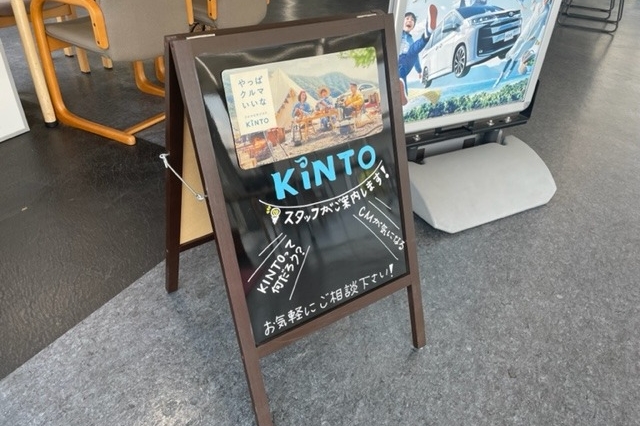 やっぱ
クルマ
いいな
KINTO
KiNTO
スタッフがご案内します!
KINTOって
何だろう?
CMが気になる
お気軽にご相談下さい!